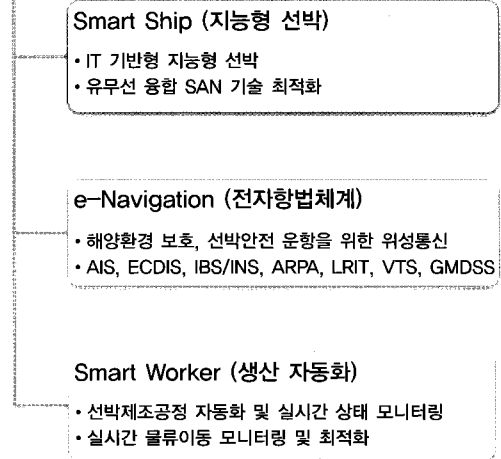 Smart Ship (지능형 선박)
• IT 기반형 지능형 선박
• 유무선 융합 SAN 기술 최적화
e-Navigation (전자항법체계)
• 해양환경 보호, 선박안전 운항을 위한 위성통신
• AIS, ECDIS, IBS/INS, ARPA, LRIT, VTS, GMDSS
Smart Worker (생산 자동화)
• 선박제조공정 자동화 및 실시간 상태 모니터링
• 실시간 물류이동 모니터링 및 최적화